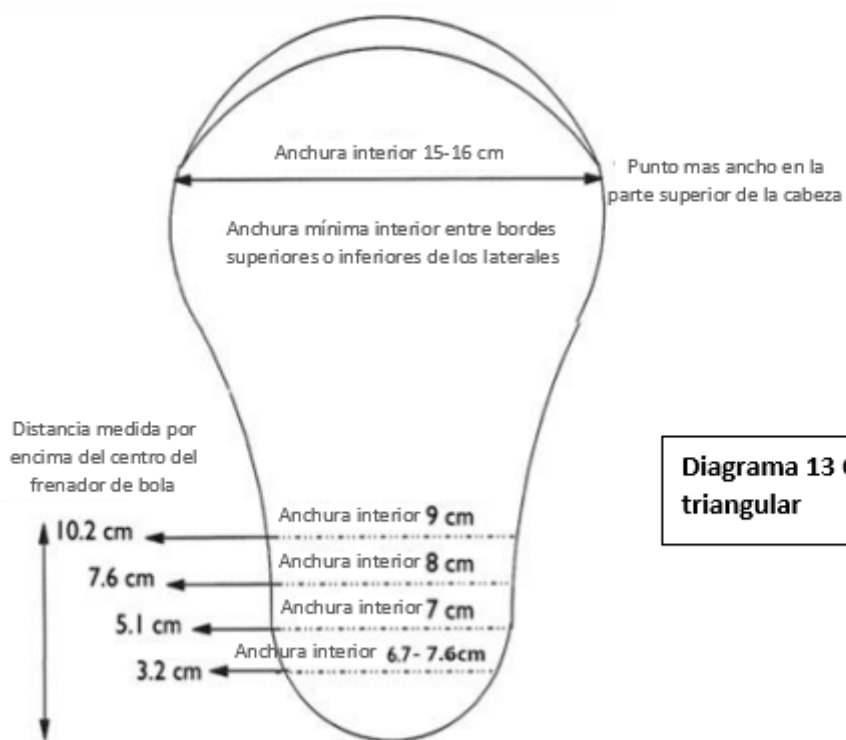 Anchura interior 15-16 cm
Punto mas ancho en la
parte superior de la cabeza
Anchura mínima interior entre bordes
superiores o inferiores de los laterales
Distancia medida por
encima del centro del
frenador de bola
Diagrama 13
triangular
Anchura interior 9 cm
10.2 cm
Anchura interior 8 cm
7.6 cm
Anchura interior 7 cm
5.1 cm
Anchura interior 6.7- 7.6cm
3.2 cm